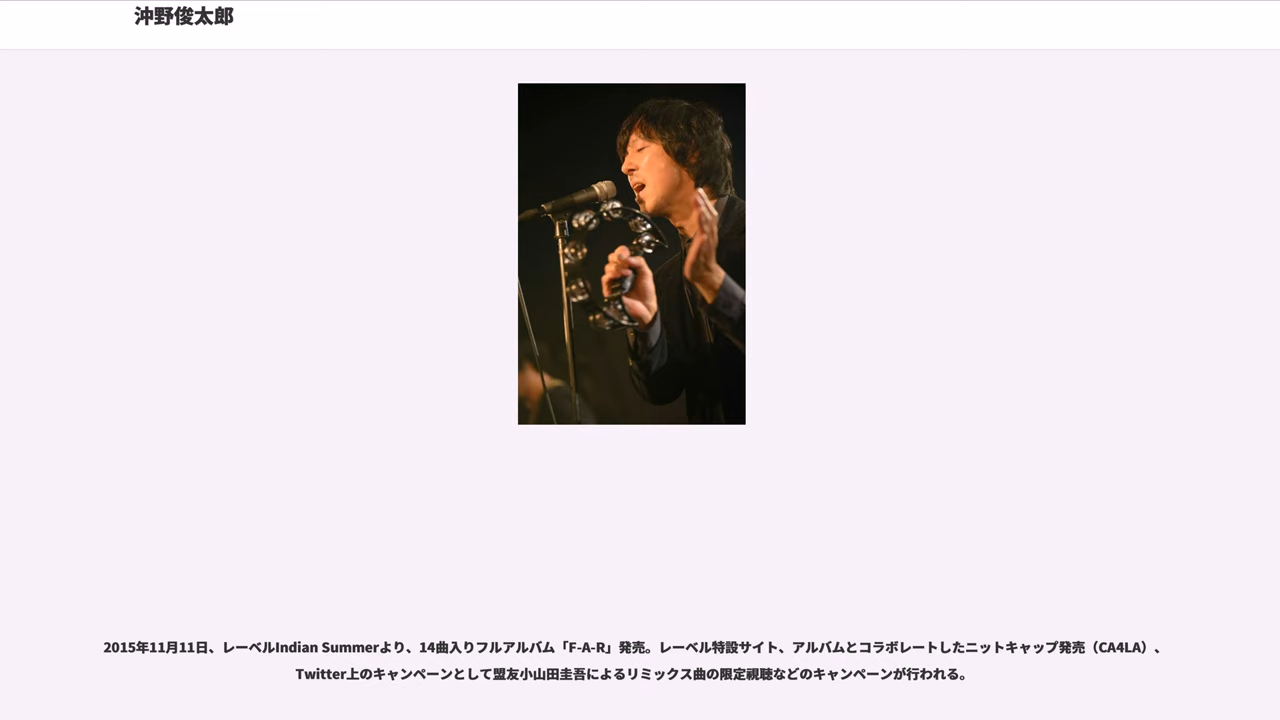 沖野俊太郎
2015年11月11日、レーベルIndian Summerより、14曲入りフルアルバム「F-A-R」発売。レーベル特設サイト、アルバムとコラボレートしたニットキャップ発売（CA4LA）、
Twitter上のキャンペーンとして盟友小山田圭吾によるリミックス曲の限定視聴などのキャンペーンが行われる。